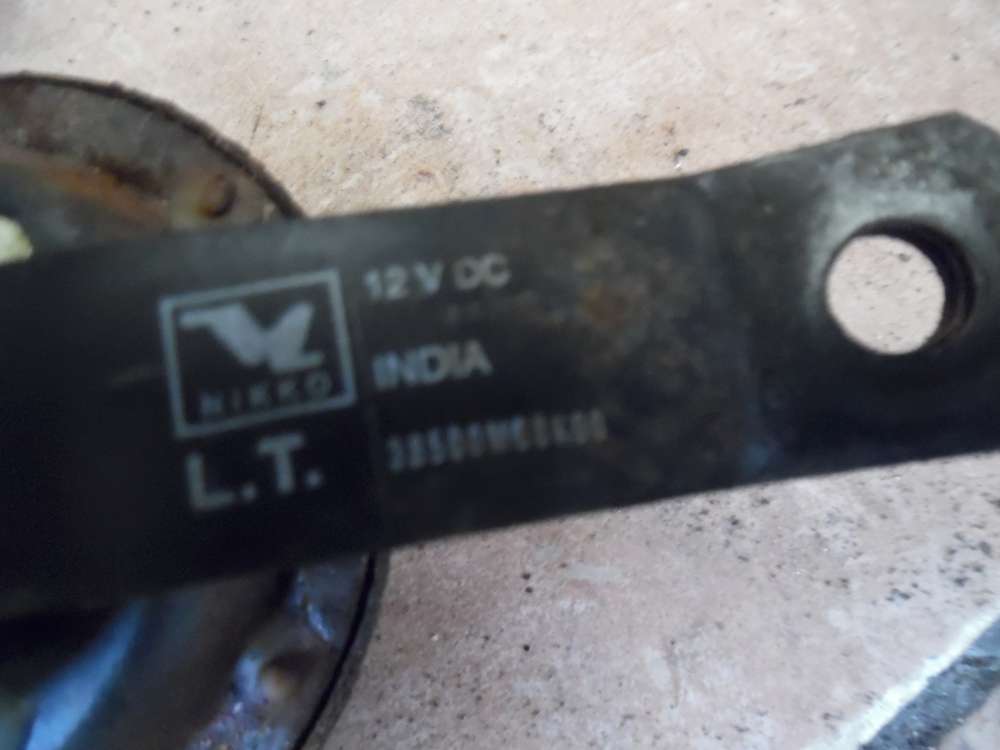 NIKKO
L.T.
12 V DC
INDIA